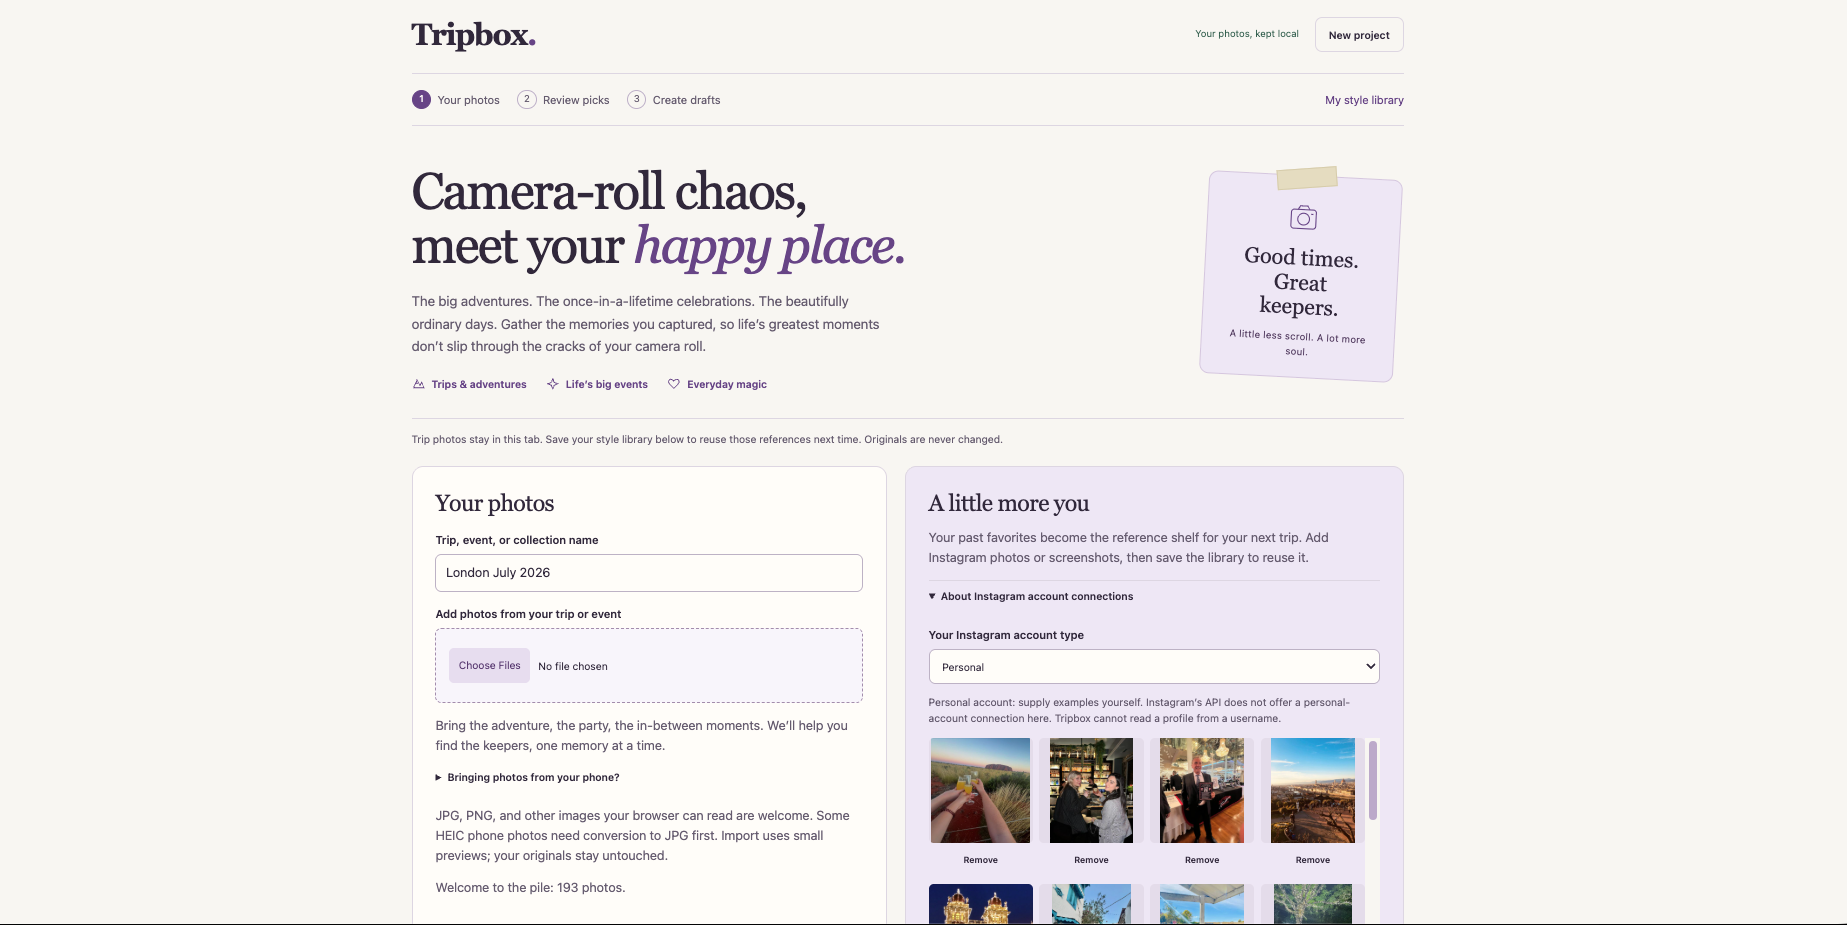 Tripbox.
Your photos, kept local
New project
1 Your photos
2 Review picks
3 Create drafts
My style library
Camera-roll chaos,
meet your happy place.
The big adventures. The once-in-a-lifetime celebrations. The beautifully
ordinary days. Gather the memories you captured, so life’s greatest moments
don’t slip through the cracks of your camera roll.
Trips & adventures
Life’s big events
Everyday magic
Good times.
Great
keepers.
A little less scroll. A lot more
soul.
Trip photos stay in this tab. Save your style library below to reuse those references next time. Originals are never changed.
Your photos
Trip, event, or collection name
London July 2026
Add photos from your trip or event
Choose Files No file chosen
Bring the adventure, the party, the in-between moments. We’ll help you
find the keepers, one memory at a time.
Bringing photos from your phone?
JPG, PNG, and other images your browser can read are welcome. Some
HEIC phone photos need conversion to JPG first. Import uses small
previews; your originals stay untouched.
Welcome to the pile: 193 photos.
A little more you
Your past favorites become the reference shelf for your next trip. Add
Instagram photos or screenshots, then save the library to reuse it.
About Instagram account connections
Your Instagram account type
Personal
Personal account: supply examples yourself. Instagram’s API does not offer a personal-
account connection here. Tripbox cannot read a profile from a username.
Remove
Remove
Remove
Remove